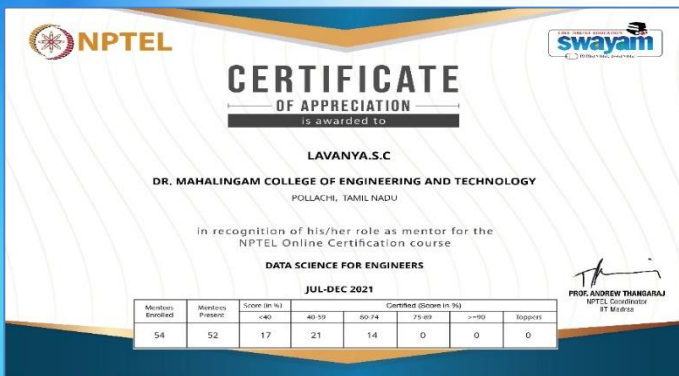 NPTEL
swayam
CERTIFICATE
OF APPRECIATION
is awarded to
LAVANYA.S.C
DR. MAHALINGAM COLLEGE OF ENGINEERING AND TECHNOLOGY
POLLACHI, TAMIL NADU
in recognition of his/her role as mentor for the
NPTEL Online Certification course
DATA SCIENCE FOR ENGINEERS
JUL-DEC 2021
PROF. ANDREW THANGARAJ
NPTEL Coordinator
IIT Madras
Mentees Enrolled Mentees Present Score (in %) Certified (Score in %)
<40 40-59 60-74 75-89 >=90 Toppers
54 52 17 21 14 0 0 0